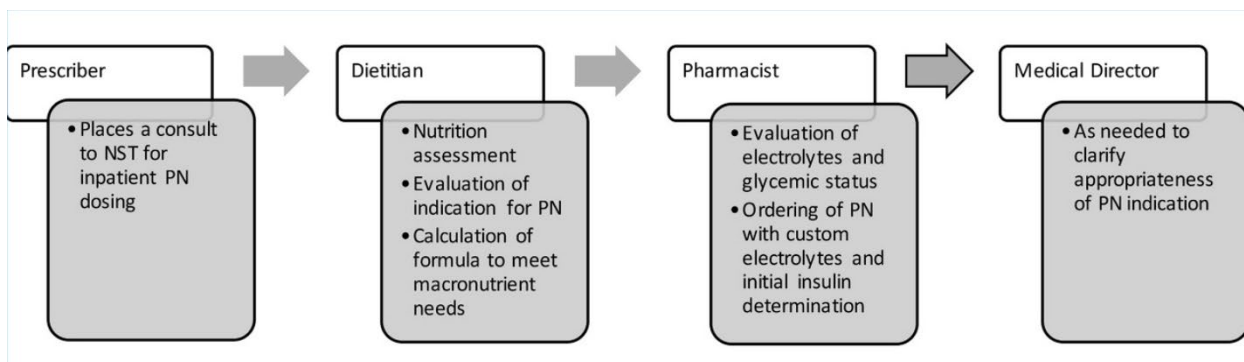 Prescriber
• Places a consult
to NST for
inpatient PN
dosing
Dietitian
• Nutrition
assessment
• Evaluation of
indication for PN
• Calculation of
formula to meet
macronutrient
needs
Pharmacist
• Evaluation of
electrolytes and
glycemic status
• Ordering of PN
with custom
electrolytes and
initial insulin
determination
Medical Director
• As needed to
clarify
appropriateness
of PN indication